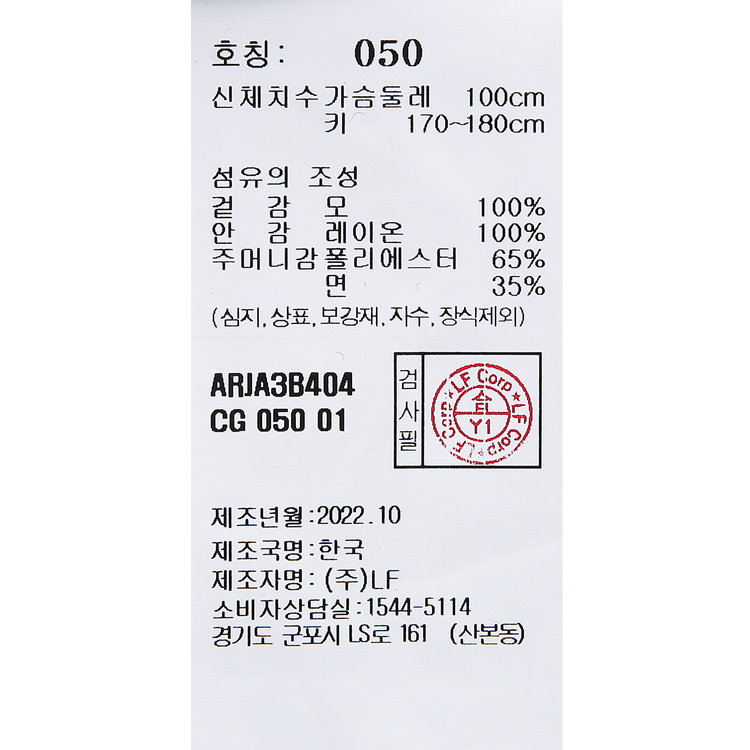 호칭: 050
신체치수 가슴둘레 100cm
키 170~180cm
섬유의 조성
겉 감 모 100%
안 감 레이온 100%
주머니감 폴리에스터 65%
면 35%
(심지, 상표, 보강재, 자수, 장식제외)
ARJA3B404
CG 050 01
검사필
LF Corp ★ LF Corp ★ LF Corp ★
숨
Y1
제조년월:2022.10
제조국명:한국
제조자명: (주)LF
소비자상담실:1544-5114
경기도 군포시 LS로 161 (산본동)